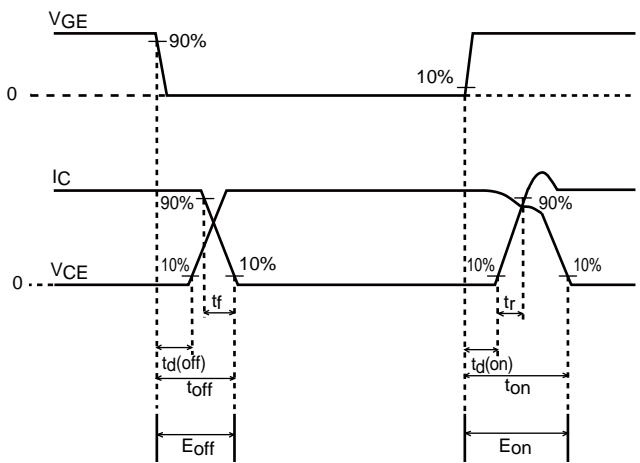 VGE
90%
10%
0
IC
90%
90%
VCE
10%
10%
10%
10%
0
tf
tr
td(off)
td(on)
toff
ton
Eoff
Eon